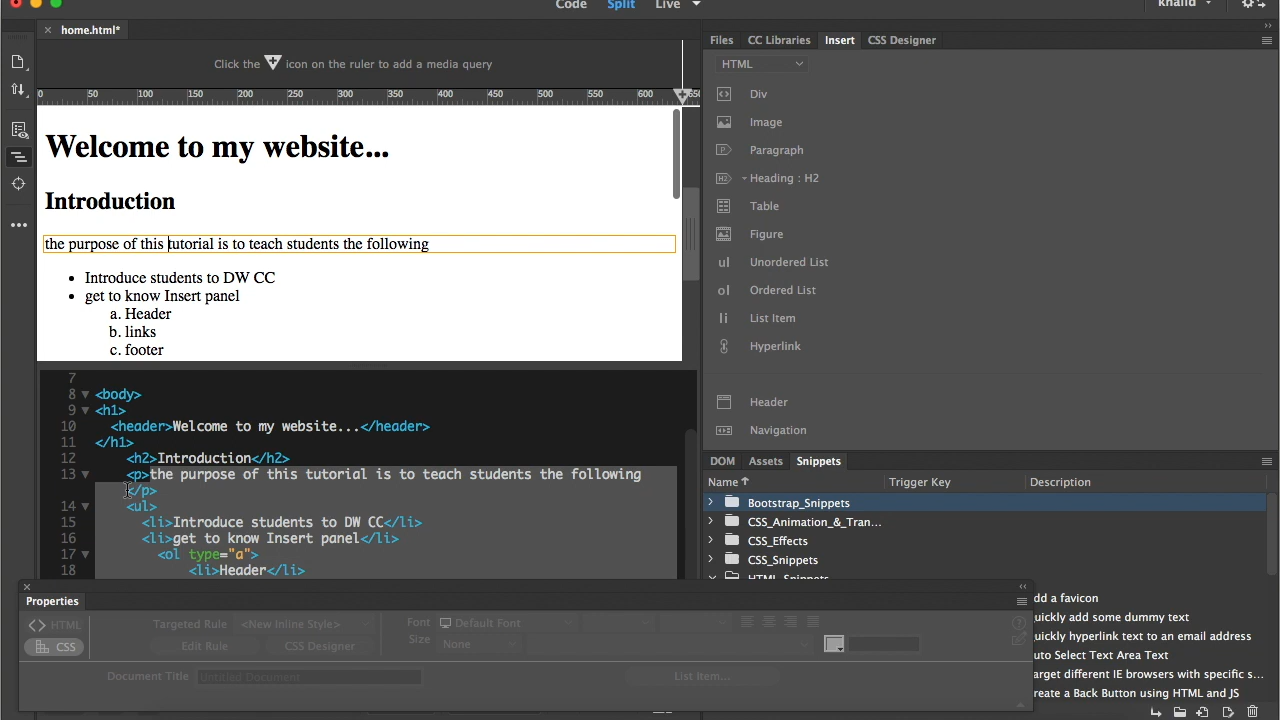 Code Split Live khalid
home.html*
Files CC Libraries Insert CSS Designer
Click the icon on the ruler to add a media query
HTML
0 50 100 150 200 250 300 350 400 450 500 550 600 650
Div
Image
Paragraph
Heading : H2
Table
Figure
ul Unordered List
ol Ordered List
li List Item
Hyperlink
Header
Navigation
Welcome to my website...
Introduction
the purpose of this tutorial is to teach students the following
• Introduce students to DW CC
• get to know Insert panel
a. Header
b. links
c. footer
7
8 <body>
9 <h1>
10 <header>Welcome to my website...</header>
11 </h1>
12 <h2>Introduction</h2>
13 <p>the purpose of this tutorial is to teach students the following
</p>
14 <ul>
15 <li>Introduce students to DW CC</li>
16 <li>get to know Insert panel</li>
17 <ol type="a">
18 <li>Header</li>
DOM Assets Snippets
Name Trigger Key Description
Bootstrap_Snippets
CSS_Animation_&_Tran...
CSS_Effects
CSS_Snippets
HTML_Snippets
dd a favicon
uickly add some dummy text
uickly hyperlink text to an email address
uto Select Text Area Text
arget different IE browsers with specific s...
reate a Back Button using HTML and JS
Properties
<> HTML Targeted Rule <New Inline Style> Font Default Font
CSS Edit Rule CSS Designer Size None
Document Title Untitled Document List Item...